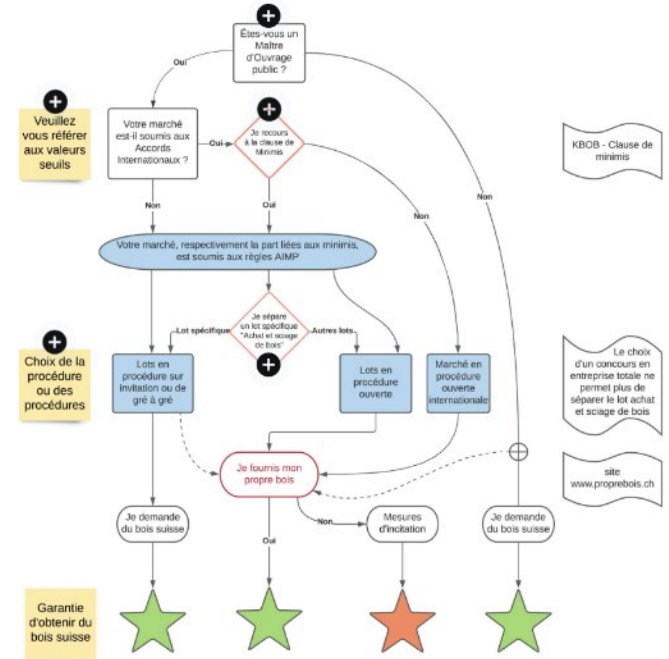 Êtes-vous un
Maître
d'Ouvrage
public ?
Oui
Veuillez
vous référer
aux valeurs
seuils
Votre marché
est-il soumis aux
Accords
Internationaux ?
Oui
Je recours
à la clause de
Minimis
KBOB - Clause de
minimis
Non
Oui
Non
Non
Votre marché, respectivement la part liées aux minimis,
est soumis aux règles AIMP
Je sépare
un lot spécifique
"Achat et sciage
de bois"
Lot spécifique
Autres lots
Choix de la
procédure
ou des
procédures
Lots en
procédure sur
invitation ou de
gré à gré
Lots en
procédure
ouverte
Marché en
procédure
ouverte
internationale
Le choix
d'un concours en
entreprise totale ne
permet plus de
séparer le lot achat
et sciage de bois
Je fournis mon
propre bois
site
www.proprebois.ch
Je demande
du bois suisse
Oui
Non
Mesures
d'incitation
Je demande
du bois suisse
Garantie
d'obtenir du
bois suisse